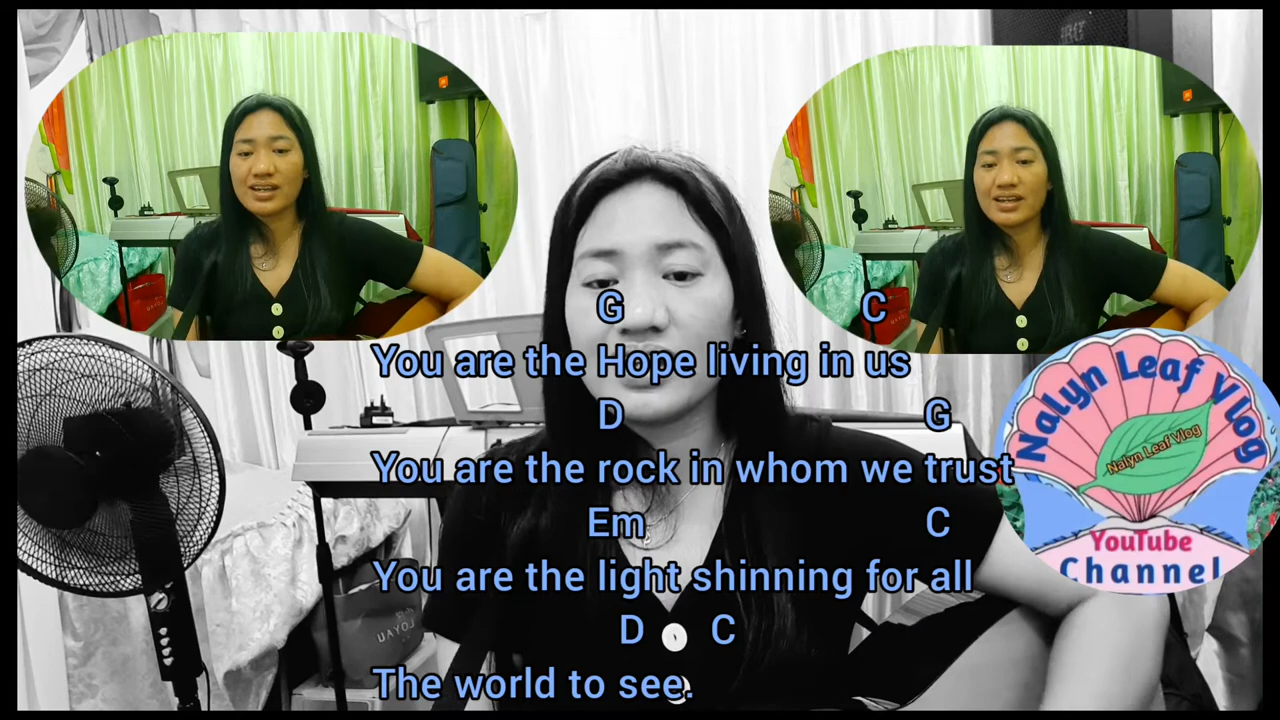 G C
You are the Hope living in us
D G
You are the rock in whom we trust
Em C
You are the light shinning for all
D C
The world to see.
Nalyn Leaf Vlog
Nalyn Leaf Vlog
YouTube
Channel